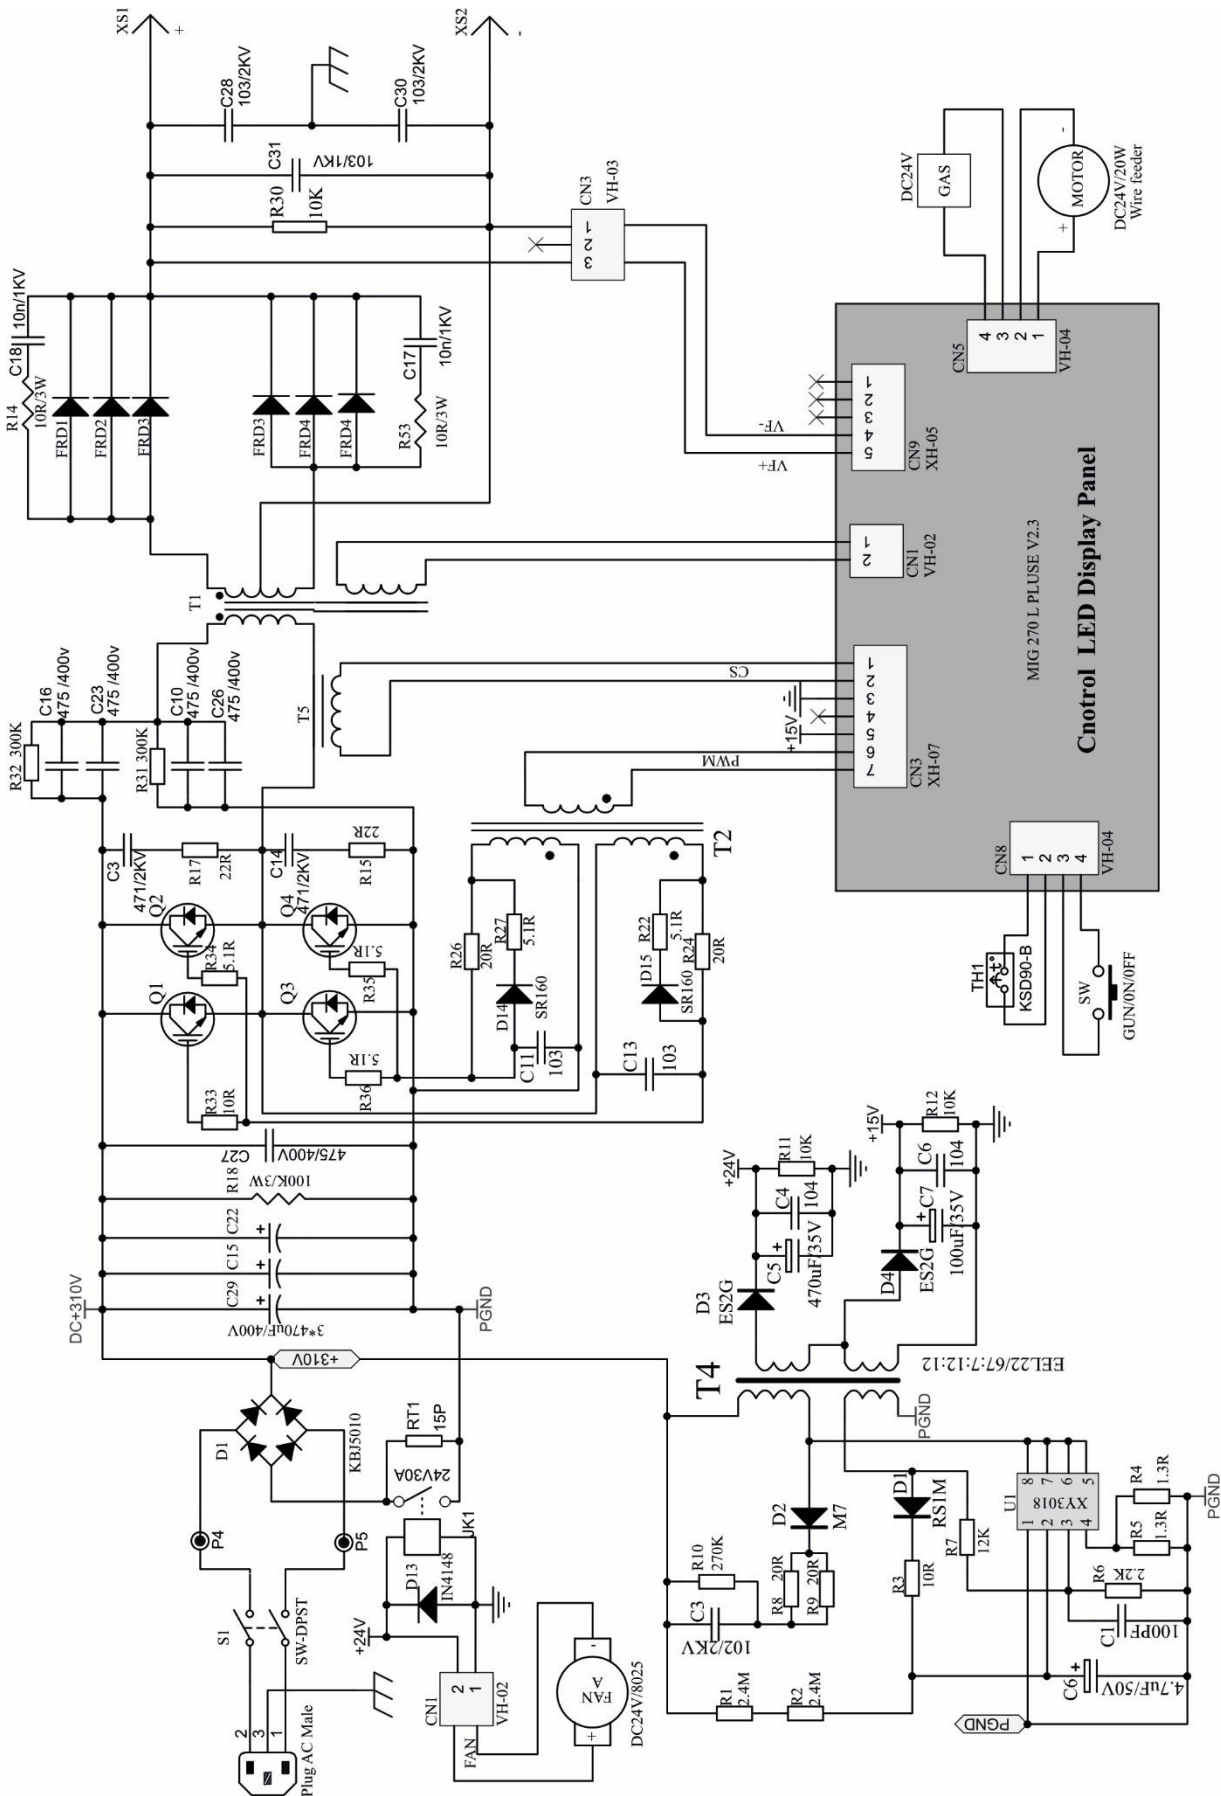 Plug AC Male
2
3
1
S1
SW-DPST
P4
P5
D1
KBJ5010
+310V
DC+310V
PGND
3*470uF/400V
C29
C15
C22
R18
100K/3W
C27
475/400V
RT1
15P
24V30A
JK1
D13
IN4148
+24V
CN1
2
1
VH-02
FAN
FAN
A
+
-
DC24V/8025
R33
10R
Q1
R34
5.1R
Q2
C3
471/2KV
R17
22R
Q3
Q4
5.1R
R36
5.1R
R35
C14
471/2KV
R15
22R
R32 300K
C16
475 /400v
C23
475 /400v
R31 300K
C10
475 /400v
C26
475 /400v
T1
T5
R14
10R/3W
C18
10n/1KV
FRD1
FRD2
FRD3
FRD3
FRD4
FRD4
R53
10R/3W
C17
10n/1KV
R30
10K
C31
103/1KV
C28
103/2KV
C30
103/2KV
XS1
+
XS2
-
CN3
VH-03
1
2
3
R26
20R
R27
5.1R
D14
SR160
C11
103
R22
5.1R
D15
SR160
R24
20R
C13
103
T2
PWM
+15V
CS
VF+
VF-
CN3
XH-07
7
6
5
4
3
2
1
CN1
VH-02
2
1
CN9
XH-05
5
4
3
2
1
CN5
VH-04
4
3
2
1
CN8
VH-04
1
2
3
4
MIG 270 L PLUSE V2.3
Cnotrol LED Display Panel
DC24V
GAS
MOTOR
+
-
DC24V/20W
Wire feeder
TH1
t°
KSD90-B
SW
GUN/0N/0FF
T4
EEL22/67:7:12:12
D3
ES2G
C5
+
470uF/35V
C4
104
R11
10K
+24V
D4
ES2G
C7
+
100uF/35V
C6
104
R12
10K
+15V
PGND
R1
2.4M
R2
2.4M
C3
102/2KV
R10
270K
R8
20R
R9
20R
D2
M7
D1
RS1M
R3
10R
R7
12K
U1
XY3018
1
2
3
4
8
7
6
5
R4
1.3R
R5
1.3R
R6
2.2K
C1
100PF
C6
+
4.7uF/50V
PGND
PGND